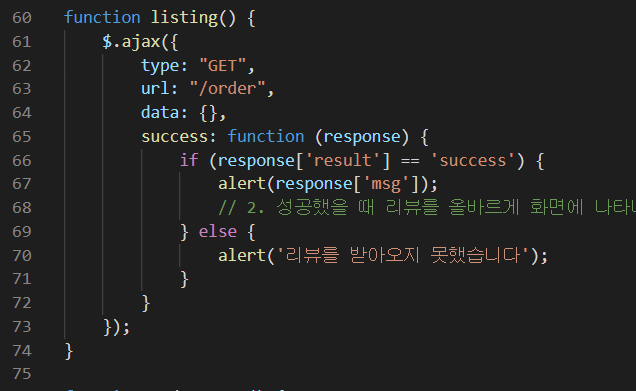 60 function listing() {
61 $.ajax({
62 type: "GET",
63 url: "/order",
64 data: {},
65 success: function (response) {
66 if (response['result'] == 'success') {
67 alert(response['msg']);
68 // 2. 성공했을 때 리뷰를 올바르게 화면에
69 } else {
70 alert('리뷰를 받아오지 못했습니다');
71 }
72 }
73 });
74 }
75